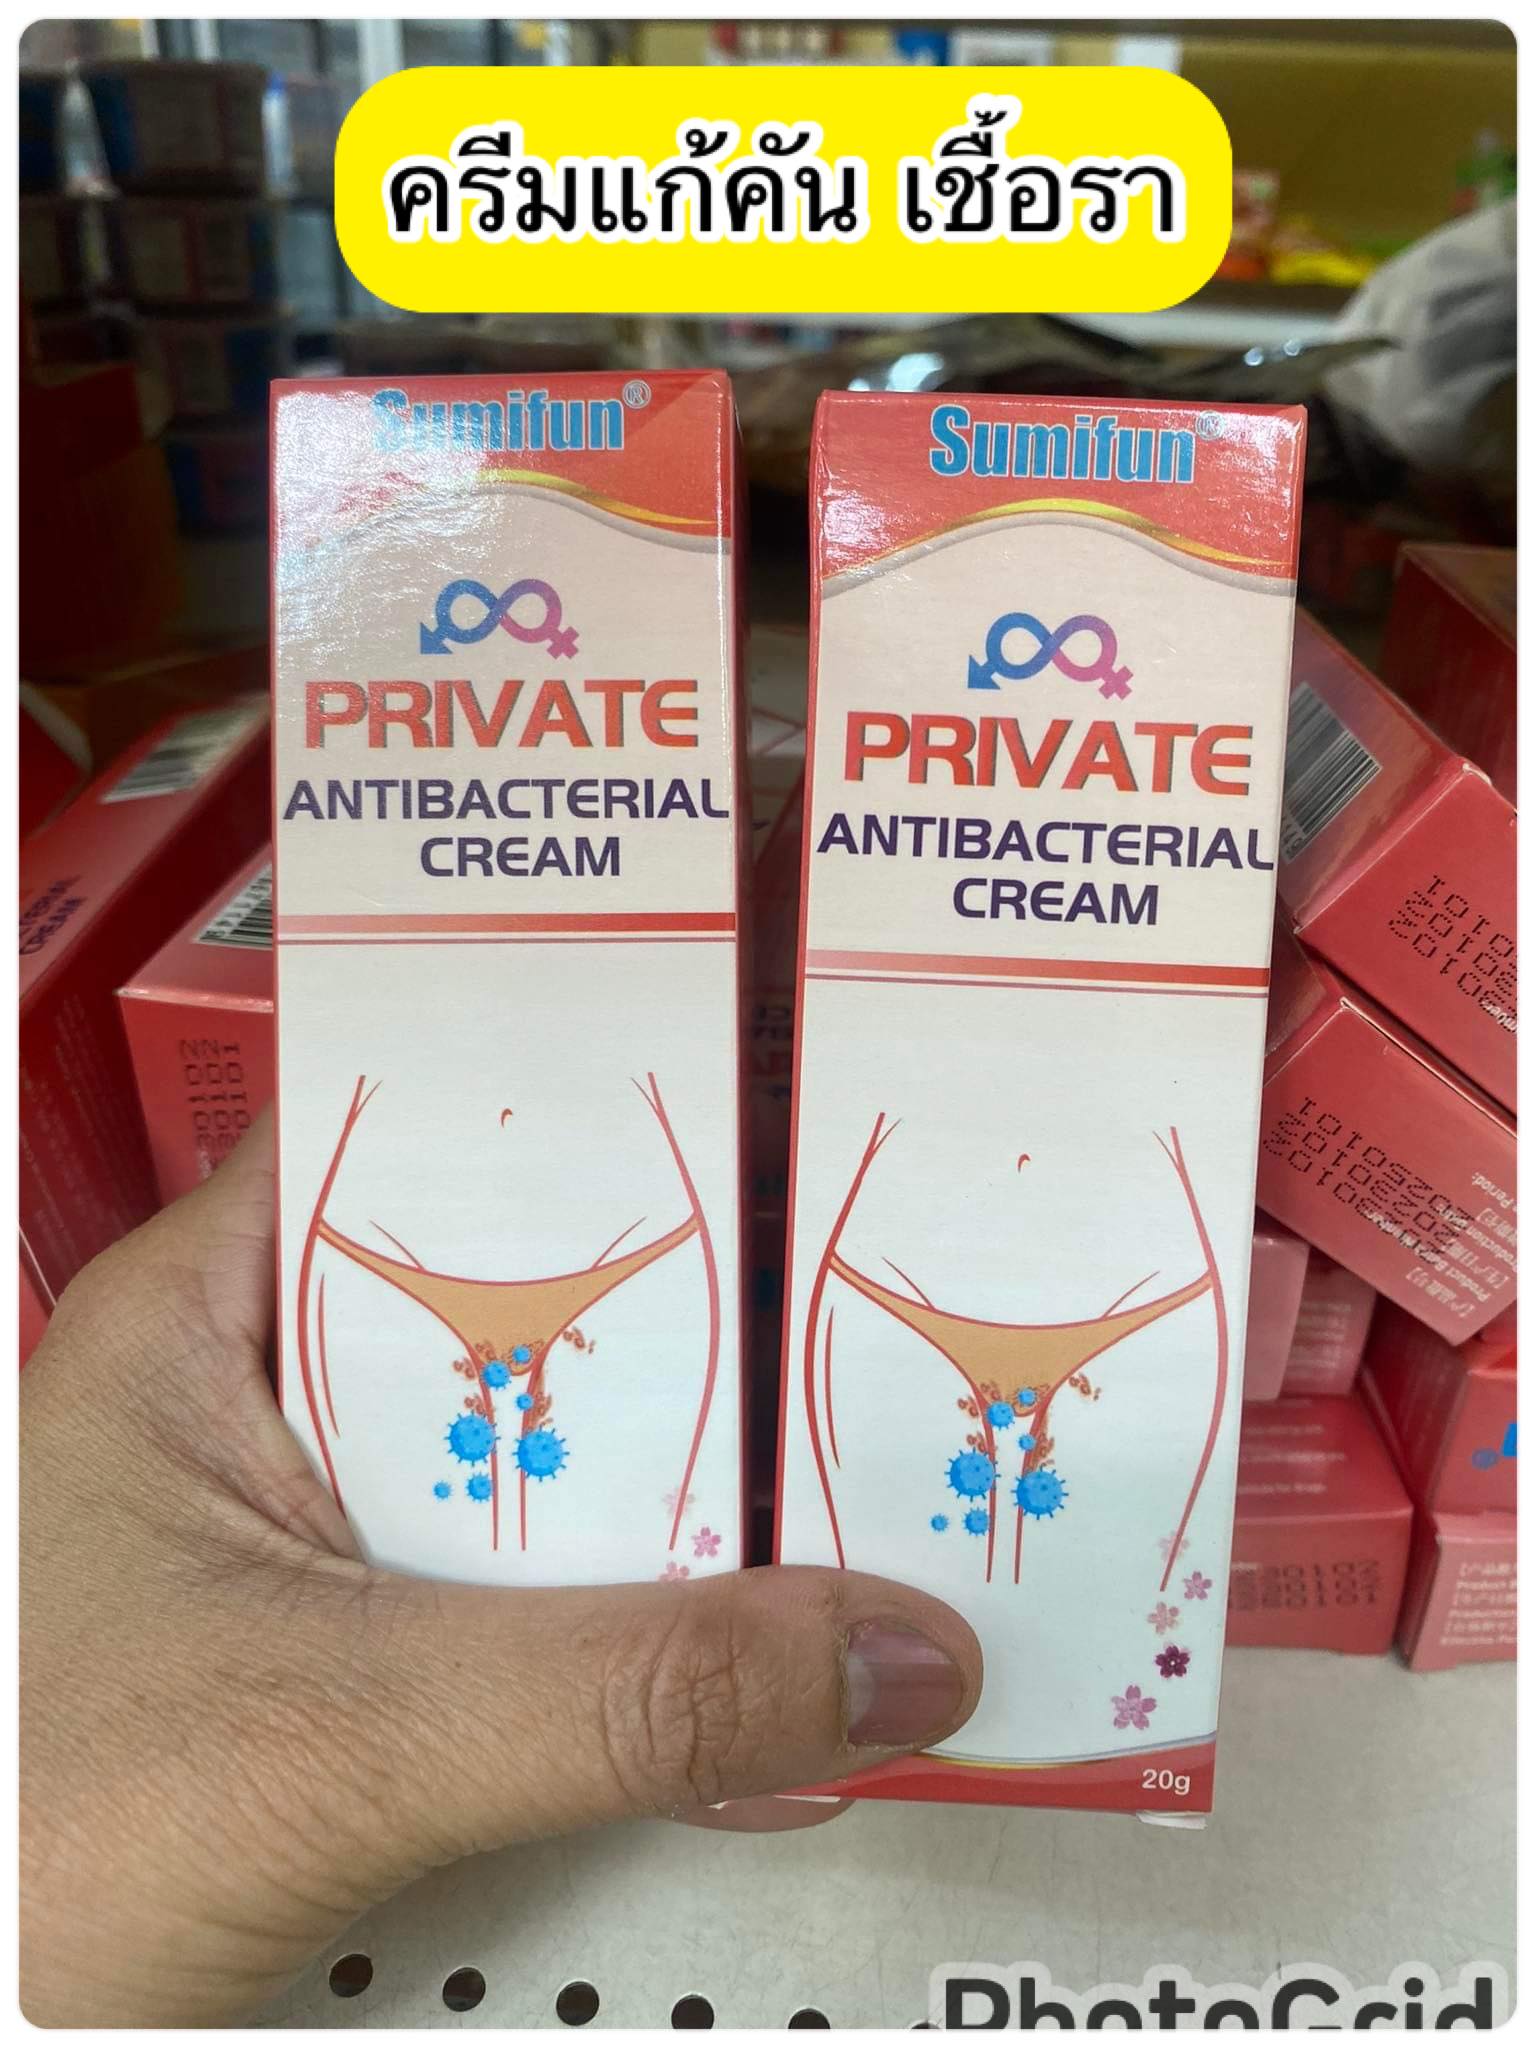 ครีมแก้คัน เชื้อรา
Sumifun®
PRIVATE
ANTIBACTERIAL
CREAM
Sumifun®
PRIVATE
ANTIBACTERIAL
CREAM
20g
CREAM
PhotoGrid